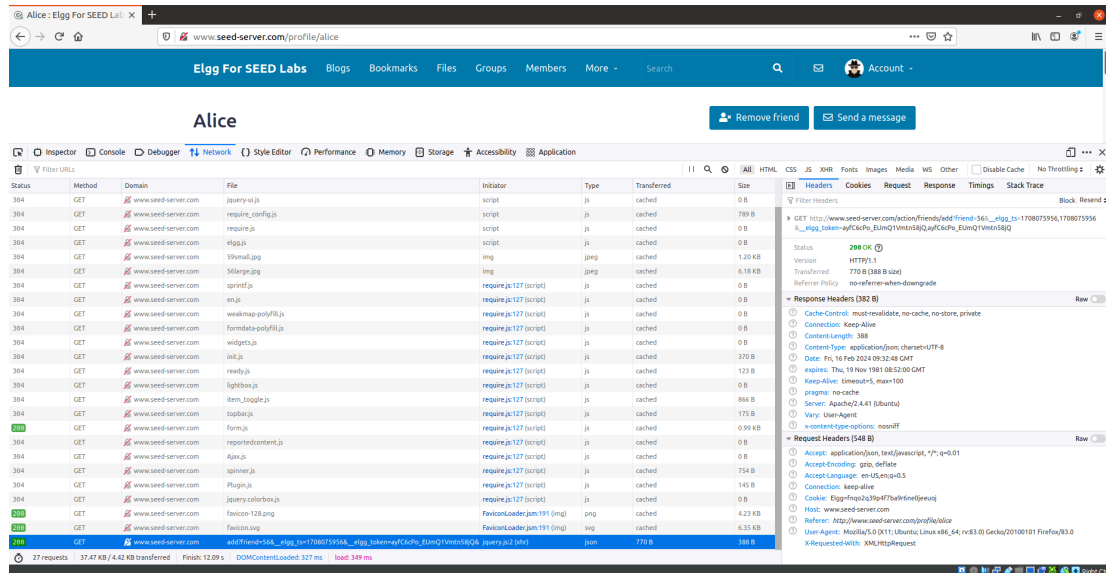 Alice : Elgg For SEED Lab
www.seed-server.com/profile/alice
Elgg For SEED Labs Blogs Bookmarks Files Groups Members More Search Account
Alice Remove friend Send a message
Inspector Console Debugger Network {} Style Editor Performance Memory Storage Accessibility Application
Filter URLs All HTML CSS JS XHR Fonts Images Media WS Other Disable Cache No Throttling
Status Method Domain File Initiator Type Transferred Size Headers Cookies Request Response Timings Stack Trace
304 GET www.seed-server.com jquery-ui.js script js cached 0 B
304 GET www.seed-server.com require_config.js script js cached 789 B
304 GET www.seed-server.com require.js script js cached 0 B
304 GET www.seed-server.com elgg.js script js cached 0 B
304 GET www.seed-server.com 59small.jpg img jpeg cached 1.20 KB
304 GET www.seed-server.com 56large.jpg img jpeg cached 6.18 KB
304 GET www.seed-server.com sprintf.js require.js:127 (script) js cached 0 B
304 GET www.seed-server.com en.js require.js:127 (script) js cached 0 B
304 GET www.seed-server.com weakmap-polyfill.js require.js:127 (script) js cached 0 B
304 GET www.seed-server.com formdata-polyfill.js require.js:127 (script) js cached 0 B
304 GET www.seed-server.com widgets.js require.js:127 (script) js cached 0 B
304 GET www.seed-server.com init.js require.js:127 (script) js cached 370 B
304 GET www.seed-server.com ready.js require.js:127 (script) js cached 123 B
304 GET www.seed-server.com lightbox.js require.js:127 (script) js cached 0 B
304 GET www.seed-server.com item_toggle.js require.js:127 (script) js cached 866 B
304 GET www.seed-server.com topbar.js require.js:127 (script) js cached 175 B
200 GET www.seed-server.com form.js require.js:127 (script) js cached 0.99 KB
304 GET www.seed-server.com reportedcontent.js require.js:127 (script) js cached 0 B
304 GET www.seed-server.com Ajax.js require.js:127 (script) js cached 0 B
304 GET www.seed-server.com spinner.js require.js:127 (script) js cached 754 B
304 GET www.seed-server.com Plugin.js require.js:127 (script) js cached 145 B
304 GET www.seed-server.com jquery.colorbox.js require.js:127 (script) js cached 0 B
200 GET www.seed-server.com favicon-128.png FaviconLoader.jsm:191 (img) png cached 4.23 KB
200 GET www.seed-server.com favicon.svg FaviconLoader.jsm:191 (img) svg cached 6.35 KB
200 GET www.seed-server.com add?friend=56&__elgg_ts=1708075956&__elgg_token=ayfC6cPo_EUmQ1Vmtn58jQ& jquery.js:2 (xhr) json 770 B 388 B
27 requests 37.47 KB / 4.42 KB transferred Finish: 12.09 s DOMContentLoaded: 327 ms load: 349 ms
Filter Headers Block Resend
GET http://www.seed-server.com/action/friends/add?friend=56&__elgg_ts=1708075956,1708075956
&__elgg_token=ayfC6cPo_EUmQ1Vmtn58jQ,ayfC6cPo_EUmQ1Vmtn58jQ
Status 200 OK
Version HTTP/1.1
Transferred 770 B (388 B size)
Referrer Policy no-referrer-when-downgrade
Response Headers (382 B) Raw
Cache-Control: must-revalidate, no-cache, no-store, private
Connection: Keep-Alive
Content-Length: 388
Content-Type: application/json; charset=UTF-8
Date: Fri, 16 Feb 2024 09:32:48 GMT
expires: Thu, 19 Nov 1981 08:52:00 GMT
Keep-Alive: timeout=5, max=100
pragma: no-cache
Server: Apache/2.4.41 (Ubuntu)
Vary: User-Agent
x-content-type-options: nosniff
Request Headers (548 B) Raw
Accept: application/json, text/javascript, */*; q=0.01
Accept-Encoding: gzip, deflate
Accept-Language: en-US,en;q=0.5
Connection: keep-alive
Cookie: Elgg=fnqo2q39p4f7ba9r6ne0jeeuoj
Host: www.seed-server.com
Referer: http://www.seed-server.com/profile/alice
User-Agent: Mozilla/5.0 (X11; Ubuntu; Linux x86_64; rv:83.0) Gecko/20100101 Firefox/83.0
X-Requested-With: XMLHttpRequest
Right Ct